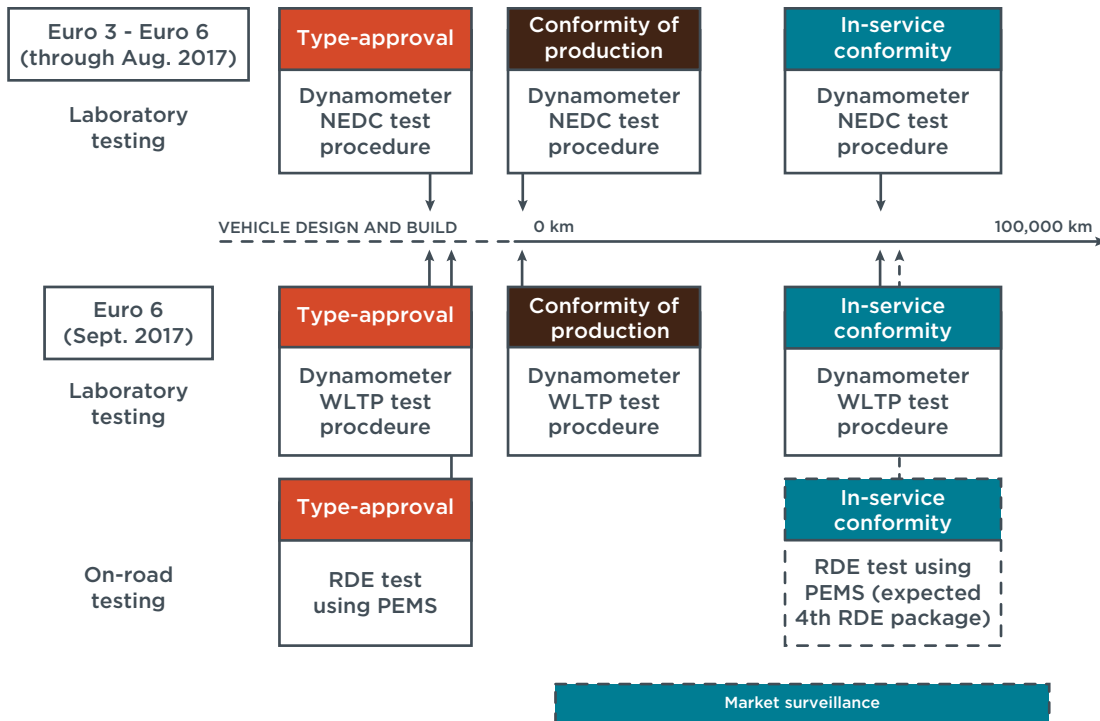 Euro 3 - Euro 6
(through Aug. 2017)
Laboratory
testing
Type-approval
Dynamometer
NEDC test
procedure
Conformity of
production
Dynamometer
NEDC test
procedure
In-service
conformity
Dynamometer
NEDC test
procedure
VEHICLE DESIGN AND BUILD
0 km
100,000 km
Euro 6
(Sept. 2017)
Laboratory
testing
Type-approval
Dynamometer
WLTP test
procdeure
Conformity of
production
Dynamometer
WLTP test
procdeure
In-service
conformity
Dynamometer
WLTP test
procdeure
On-road
testing
Type-approval
RDE test
using PEMS
In-service
conformity
RDE test using
PEMS (expected
4th RDE package)
Market surveillance